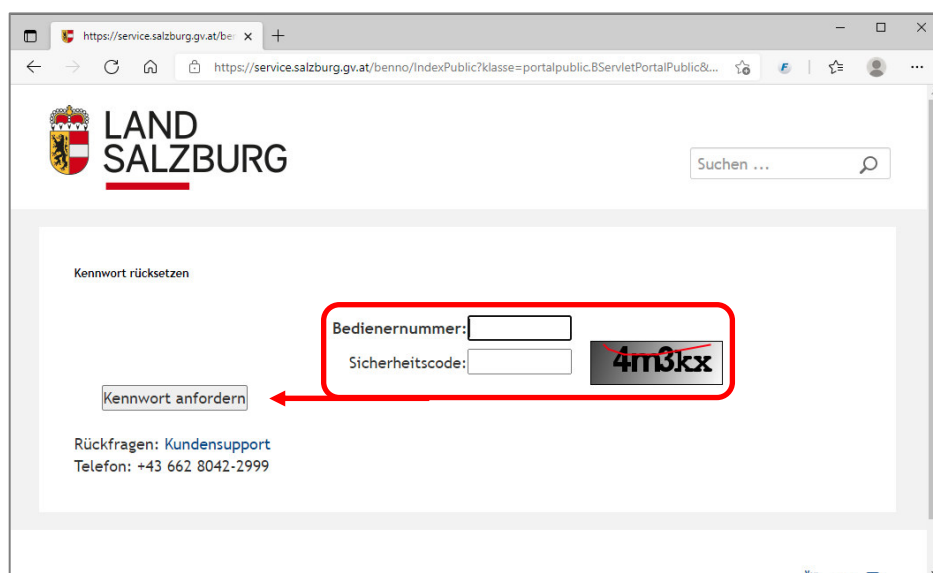 https://service.salzburg.gv.at/ber
https://service.salzburg.gv.at/benno/IndexPublic?klasse=portalpublic.BServletPortalPublic&...
LAND
SALZBURG
Suchen ...
Kennwort rücksetzen
Bedienernummer:
Sicherheitscode:
4m3kx
Kennwort anfordern
Rückfragen: Kundensupport
Telefon: +43 662 8042-2999